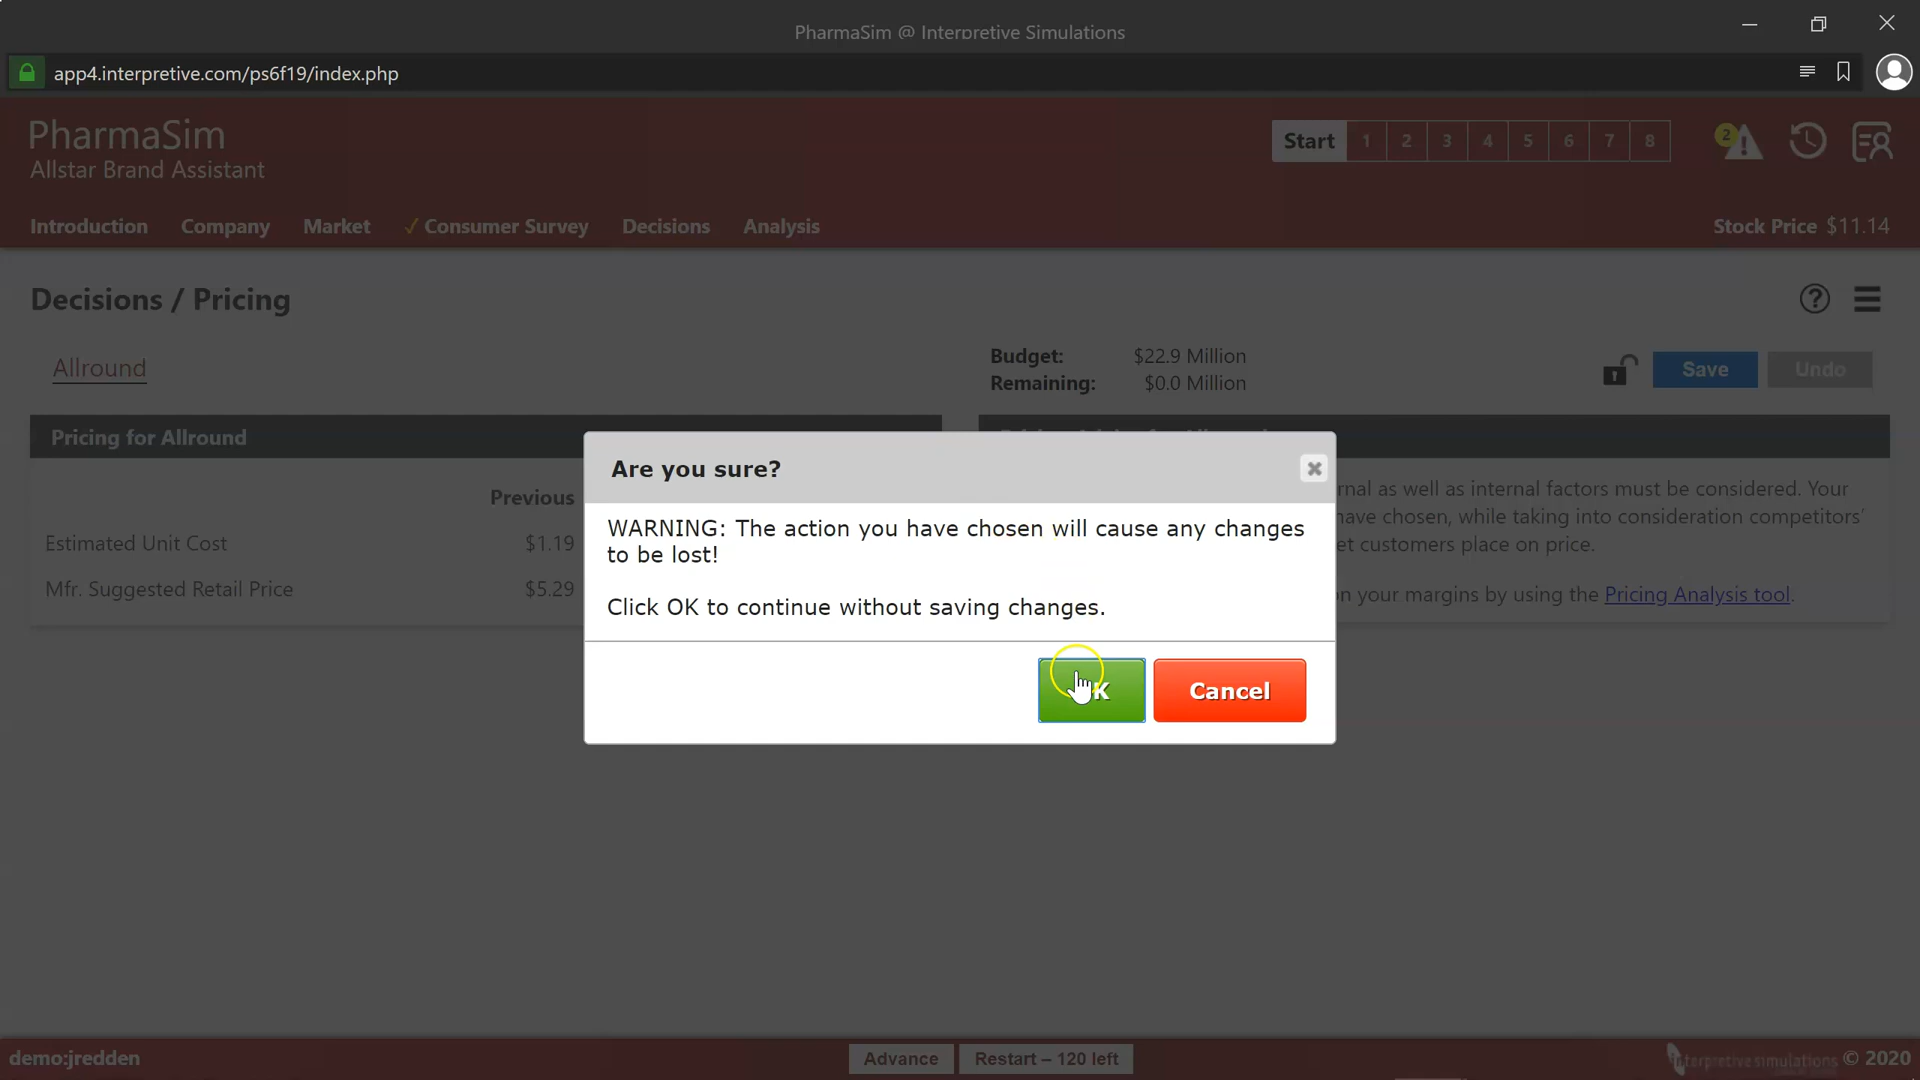 PharmaSim @ Interpretive Simulations
app4.interpretive.com/ps6f19/index.php
PharmaSim
Allstar Brand Assistant
Start 1 2 3 4 5 6 7 8
2
Introduction Company Market ✓ Consumer Survey Decisions Analysis
Stock Price $11.14
Decisions / Pricing
Allround
Budget: $22.9 Million
Remaining: $0.0 Million
Save Undo
Pricing for Allround
Previous
Estimated Unit Cost $1.19
Mfr. Suggested Retail Price $5.29
as well as internal factors must be considered. Your
have chosen, while taking into consideration competitors'
customers place on price.
your margins by using the Pricing Analysis tool.
Are you sure?
WARNING: The action you have chosen will cause any changes
to be lost!
Click OK to continue without saving changes.
OK Cancel
demo:jredden
Advance Restart – 120 left
interpretive simulations © 2020